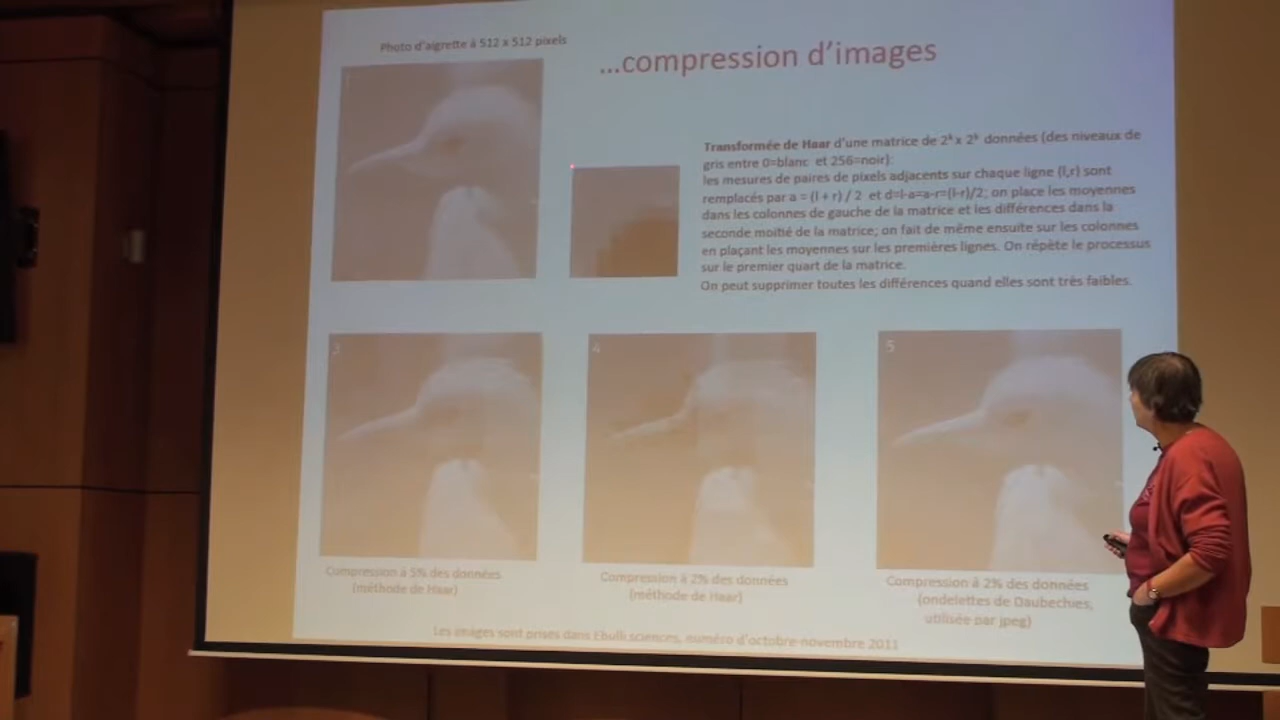 Photo d'aigrette à 512 x 512 pixels
...compression d'images
1
Transformée de Haar d'une matrice de 2ᵏ x 2ᵏ données (des niveaux de
gris entre 0=blanc et 256=noir):
les mesures de paires de pixels adjacents sur chaque ligne (l,r) sont
remplacés par a = (l + r) / 2 et d=l-a=a-r=(l-r)/2; on place les moyennes
dans les colonnes de gauche de la matrice et les différences dans la
seconde moitié de la matrice; on fait de même ensuite sur les colonnes
en plaçant les moyennes sur les premières lignes. On répète le processus
sur le premier quart de la matrice.
On peut supprimer toutes les différences quand elles sont très faibles.
3
4
5
Compression à 5% des données
(méthode de Haar)
Compression à 2% des données
(méthode de Haar)
Compression à 2% des données
(ondelettes de Daubechies,
utilisée par jpeg)
Les images sont prises dans Ebulli sciences, numéro d'octobre-novembre 2011